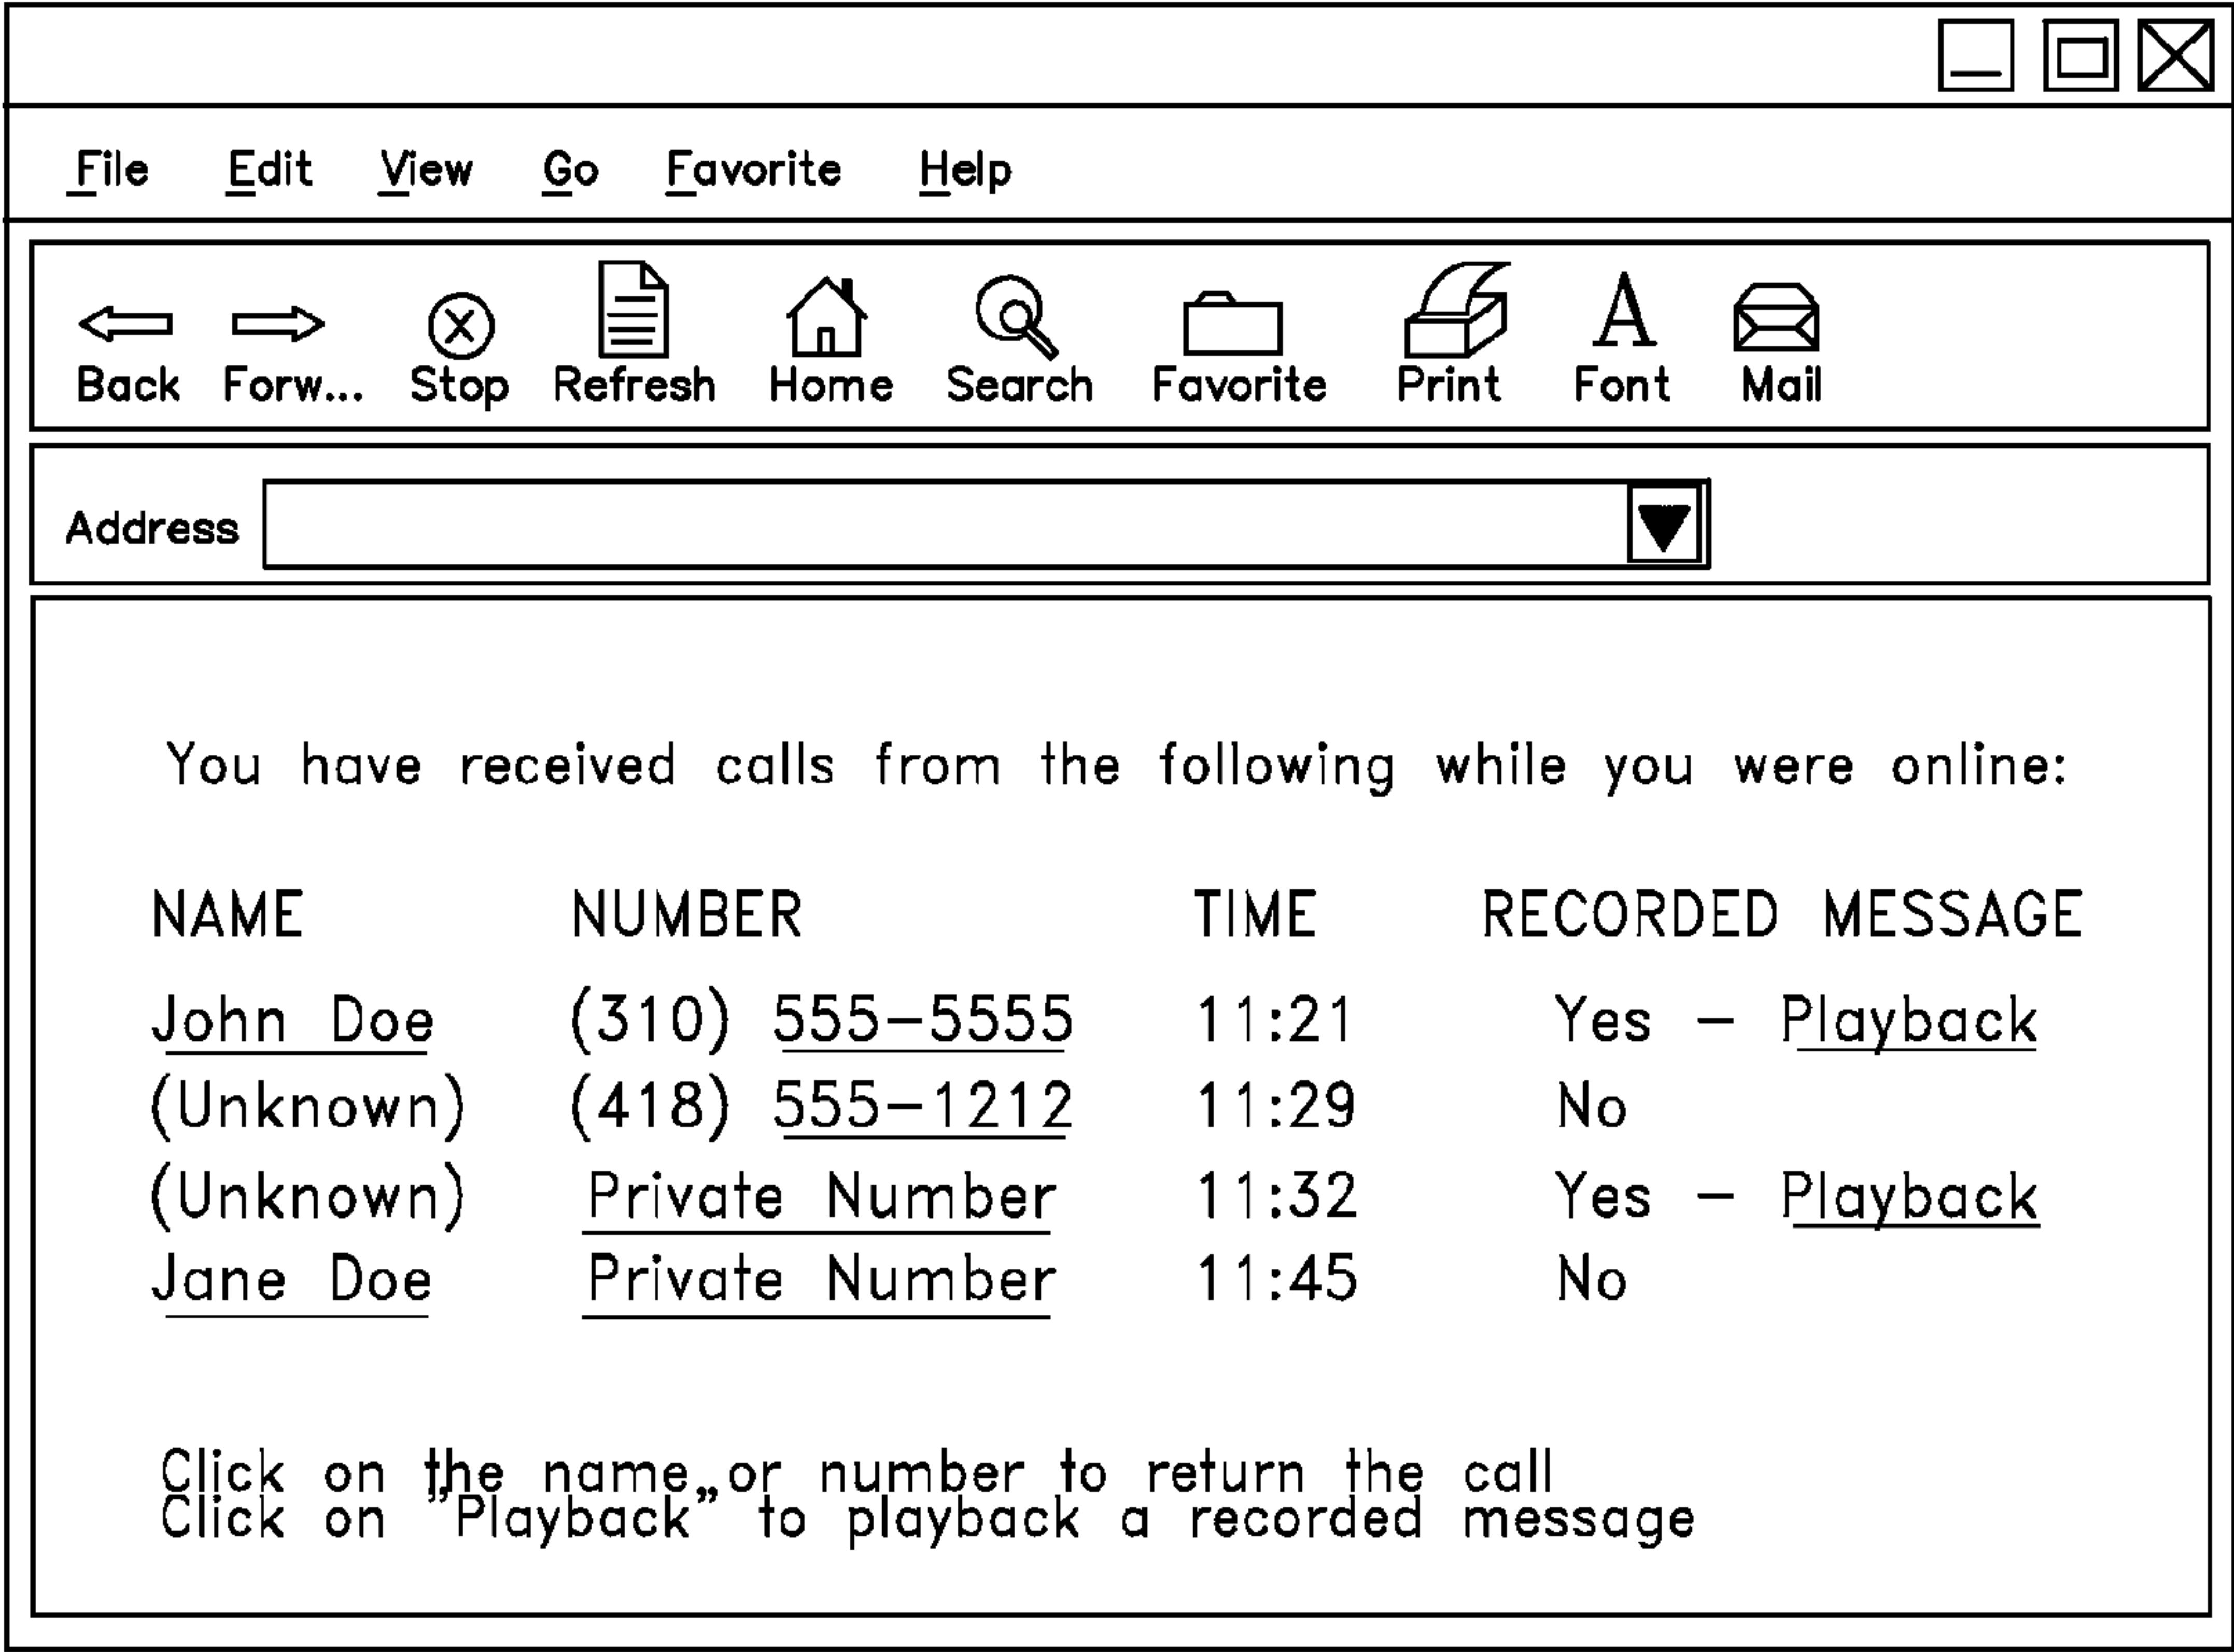 File Edit View Go Favorite Help
Back Forw... Stop Refresh Home Search Favorite Print Font Mail
Address
You have received calls from the following while you were online:
NAME NUMBER TIME RECORDED MESSAGE
John Doe (310) 555-5555 11:21 Yes - Playback
(Unknown) (418) 555-1212 11:29 No
(Unknown) Private Number 11:32 Yes - Playback
Jane Doe Private Number 11:45 No
Click on the name, or number to return the call
Click on "Playback" to playback a recorded message